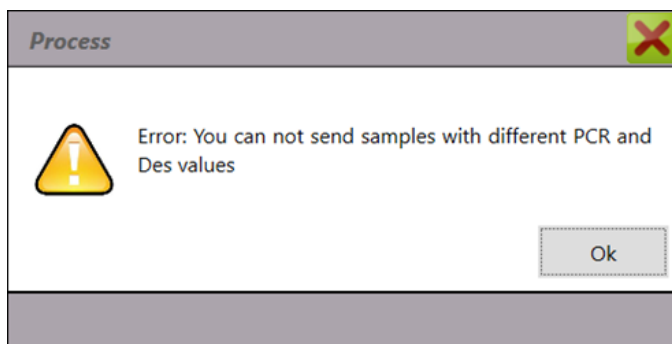 Process
Error: You can not send samples with different PCR and
Des values
Ok